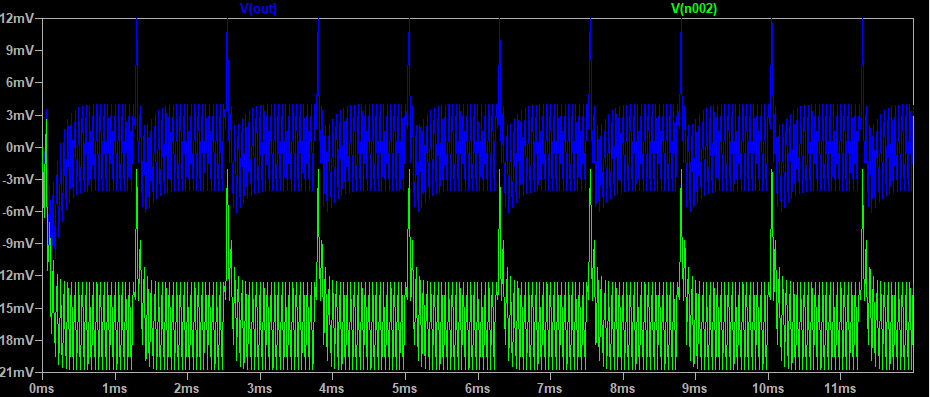 V(out) V(n002)
12mV
9mV
6mV
3mV
0mV
-3mV
-6mV
-9mV
12mV
15mV
18mV
21mV
0ms 1ms 2ms 3ms 4ms 5ms 6ms 7ms 8ms 9ms 10ms 11ms